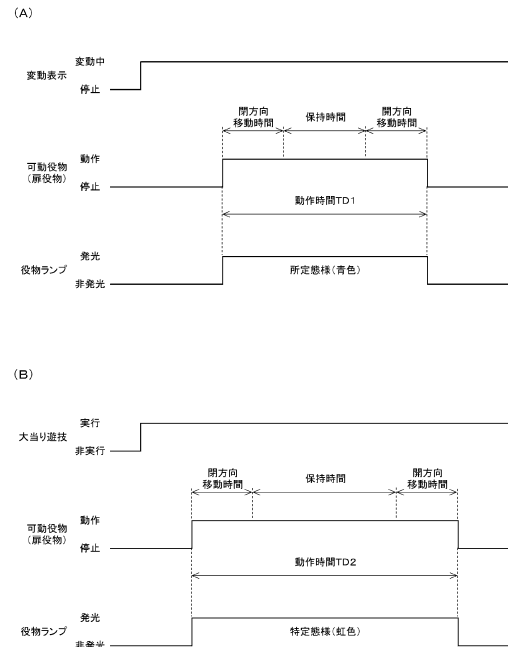 (A)
変動中
変動表示
停止
閉方向
移動時間
保持時間
開方向
移動時間
動作
可動役物
(扉役物)
停止
動作時間TD1
発光
役物ランプ
所定態様(青色)
非発光
(B)
実行
大当り遊技
非実行
閉方向
移動時間
保持時間
開方向
移動時間
動作
可動役物
(扉役物)
停止
動作時間TD2
発光
役物ランプ
特定態様(虹色)
非発光